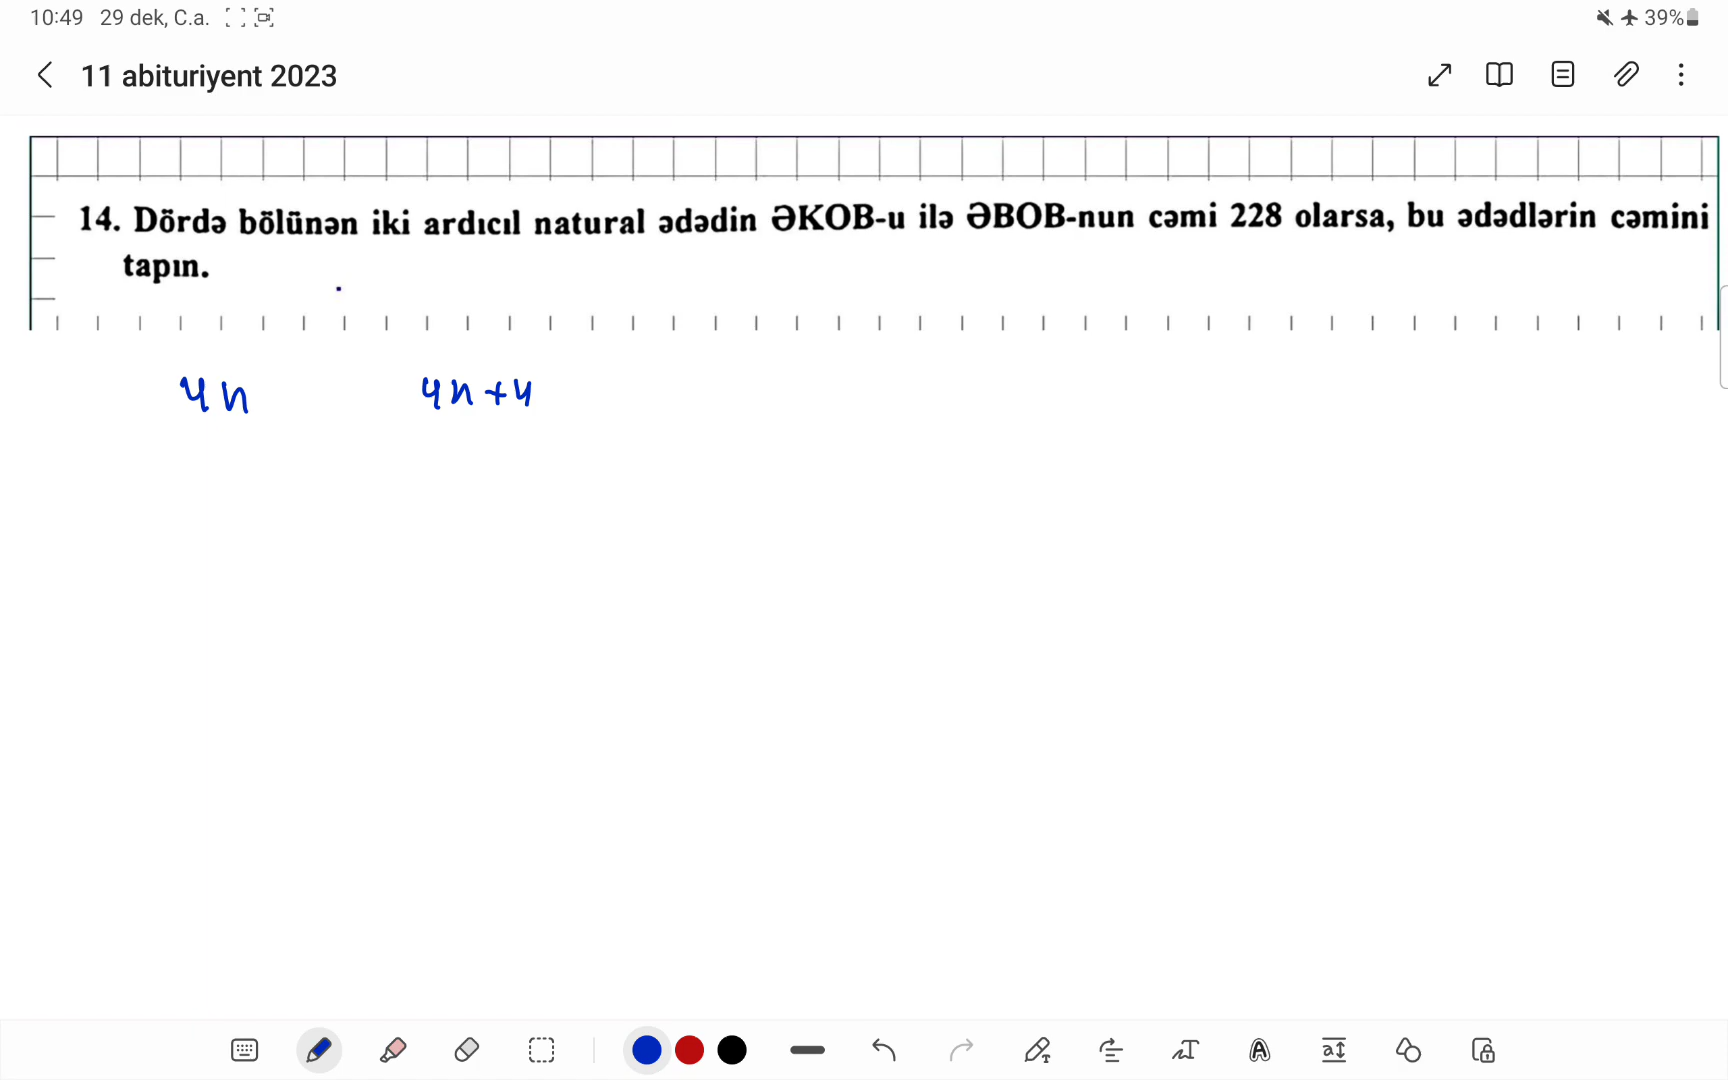 10:49 29 dek, C.a. 39%
11 abituriyent 2023
14. Dördə bölünən iki ardıcıl natural ədədin ƏKOB-u ilə ƏBOB-nun cəmi 228 olarsa, bu ədədlərin cəmini
tapın.
4n 4n+4